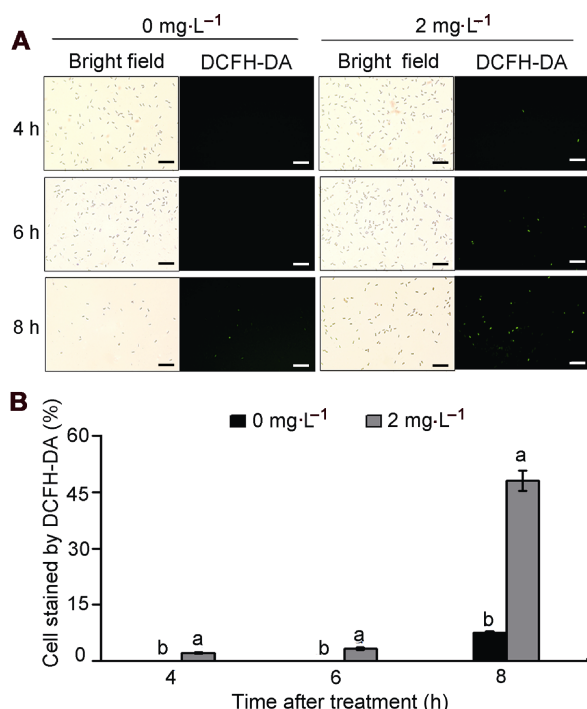 A
0 mg·L⁻¹ 2 mg·L⁻¹
Bright field DCFH-DA Bright field DCFH-DA
4 h
6 h
8 h
B
0 mg·L⁻¹ 2 mg·L⁻¹
Cell stained by DCFH-DA (%)
60
45
30
15
0
b a b a b a
4 6 8
Time after treatment (h)